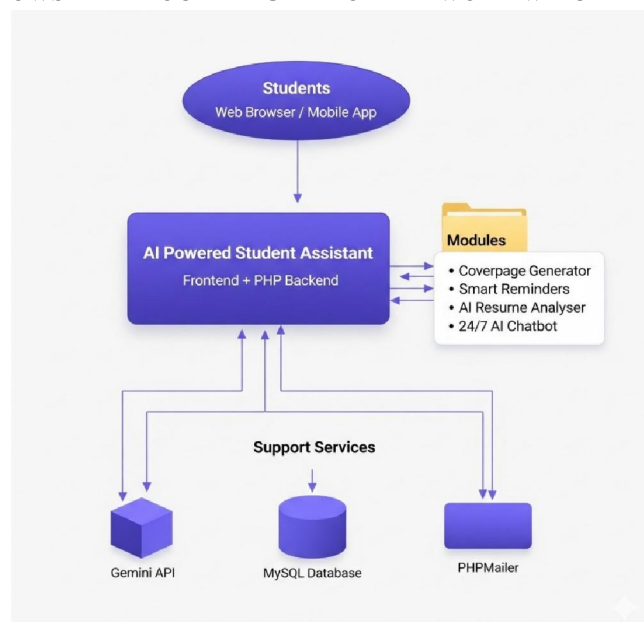 Students
Web Browser / Mobile App
AI Powered Student Assistant
Frontend + PHP Backend
Modules
• Coverpage Generator
• Smart Reminders
• AI Resume Analyser
• 24/7 AI Chatbot
Support Services
Gemini API
MySQL Database
PHPMailer